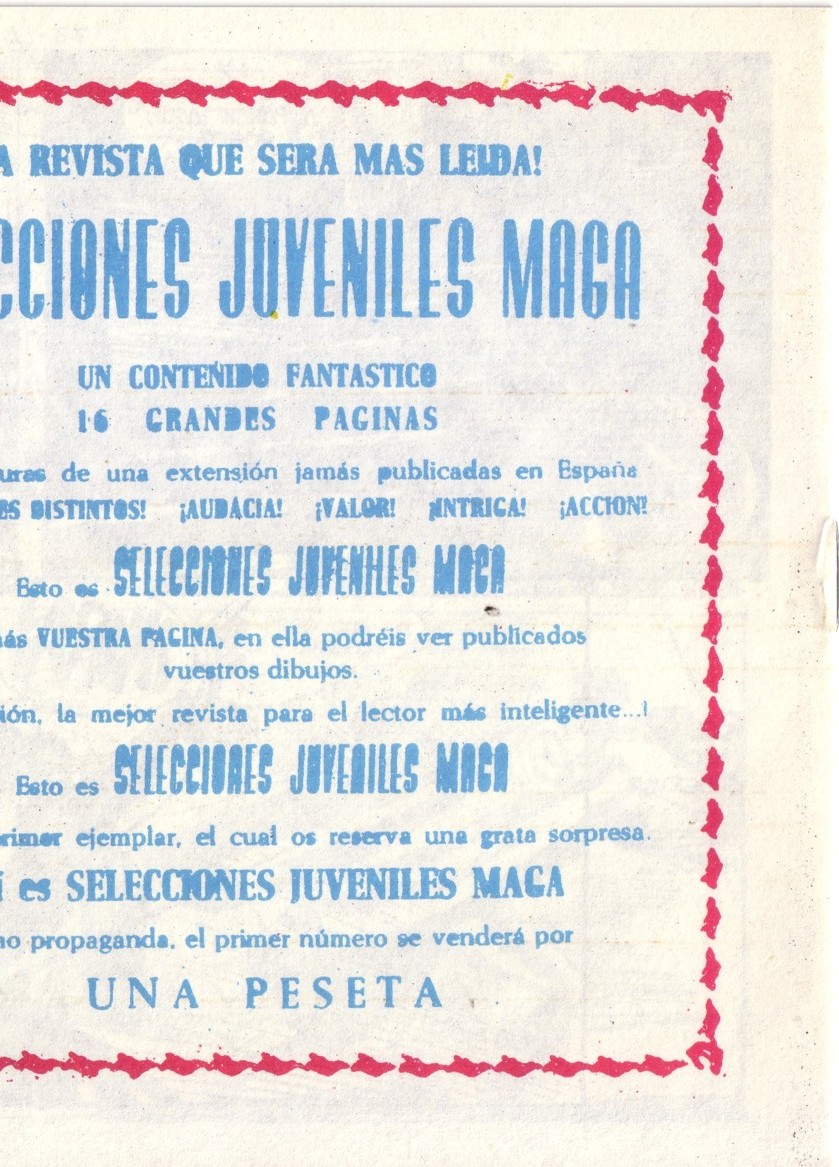 A REVISTA QUE SERA MAS LEIDA!
CCIONES JUVENILES MAGA
UN CONTENIDO FANTASTICO
16 GRANDES PAGINAS
uras de una extensión jamás publicadas en España
ES DISTINTOS! ¡AUDACIA! ¡VALOR! ¡INTRIGA! ¡ACCION!
Esto es SELECCIONES JUVENILES MAGA
más VUESTRA PAGINA, en ella podréis ver publicados
vuestros dibujos.
ión, la mejor revista para el lector más inteligente...!
Esto es SELECCIONES JUVENILES MAGA
rimer ejemplar, el cual os reserva una grata sorpresa.
í es SELECCIONES JUVENILES MAGA
mo propaganda, el primer número se venderá por
UNA PESETA